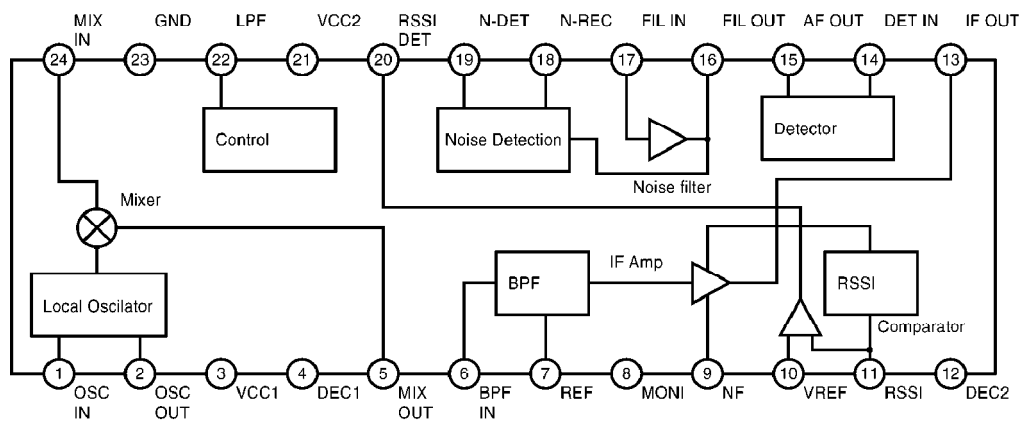 MIX IN
GND
LPF
VCC2
RSSI DET
N-DET
N-REC
FIL IN
FIL OUT
AF OUT
DET IN
IF OUT
24
23
22
21
20
19
18
17
16
15
14
13
Control
Noise Detection
Detector
Noise filter
Mixer
Local Oscilator
BPF
IF Amp
RSSI
Comparator
1
2
3
4
5
6
7
8
9
10
11
12
OSC IN
OSC OUT
VCC1
DEC1
MIX OUT
BPF IN
REF
MONI
NF
VREF
RSSI
DEC2